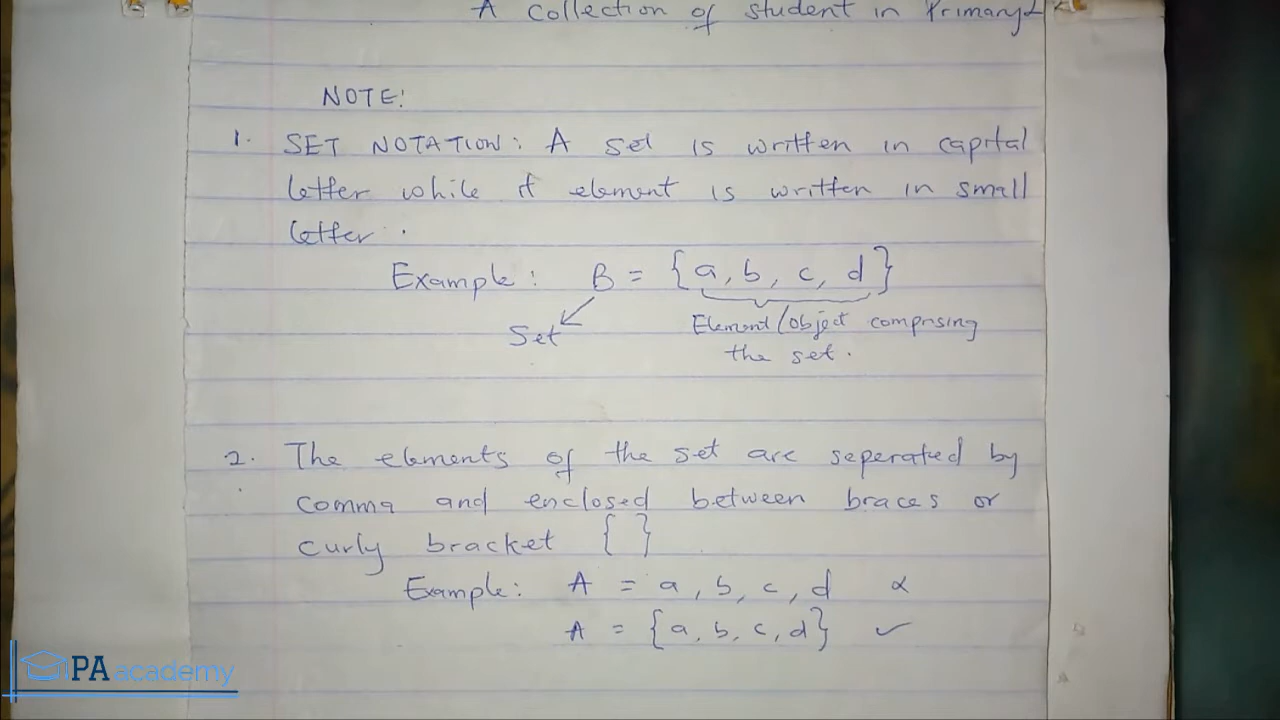 A collection of student in Primary 2
NOTE:
1. SET NOTATION: A set is written in capital
letter while it element is written in small
letter.
Example: B = {a, b, c, d}
Set
Element/object comprising
the set.
2. The elements of the set are seperated by
comma and enclosed between braces or
curly bracket { }
Example: A = a, b, c, d ×
A = {a, b, c, d} ✓
PA academy